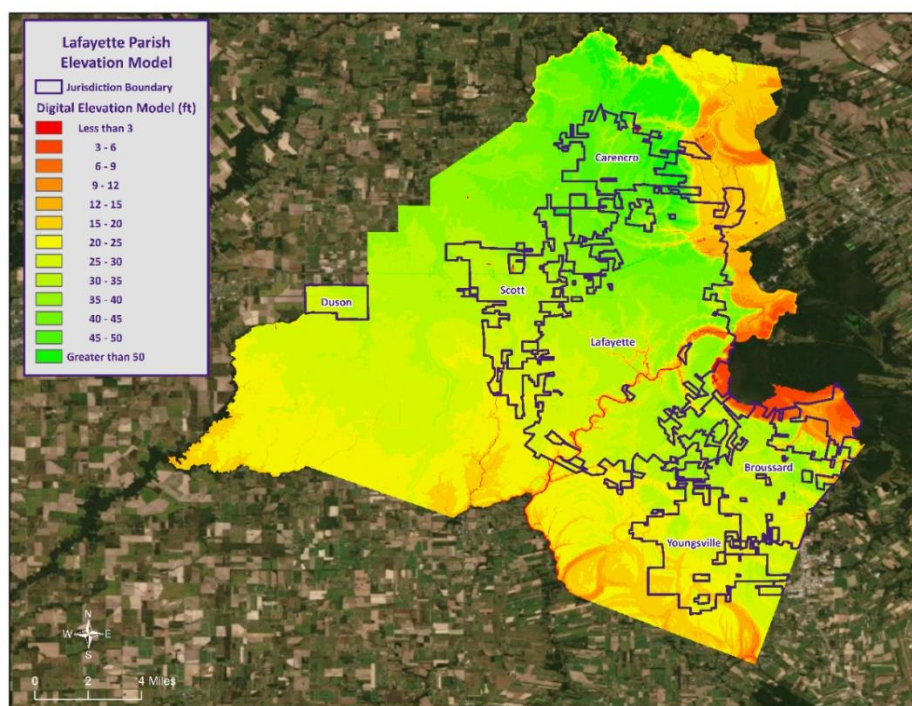 Lafayette Parish
Elevation Model
Jurisdiction Boundary
Digital Elevation Model (ft)
Less than 3
3 - 6
6 - 9
9 - 12
12 - 15
15 - 20
20 - 25
25 - 30
30 - 35
35 - 40
40 - 45
45 - 50
Greater than 50
Carencro
Scott
Duson
Lafayette
Broussard
Youngsville
N
W E
S
0 2 4 Miles